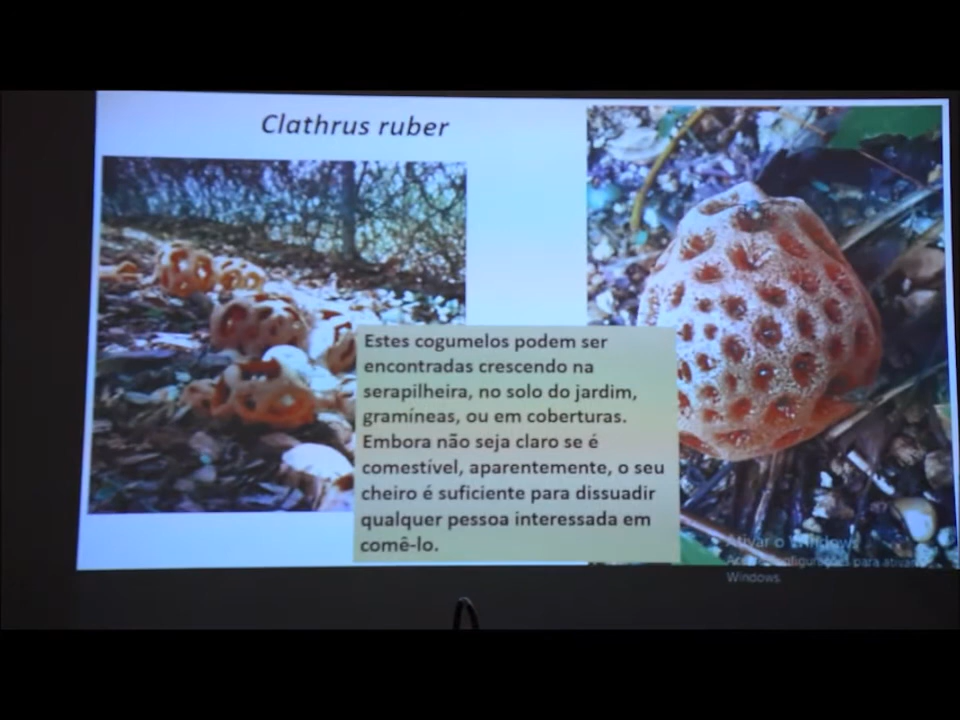 Clathrus ruber
Estes cogumelos podem ser
encontradas crescendo na
serapilheira, no solo do jardim,
gramíneas, ou em coberturas.
Embora não seja claro se é
comestível, aparentemente, o seu
cheiro é suficiente para dissuadir
qualquer pessoa interessada em
comê-lo.
Ativar o Windows
para ativar o
Windows.